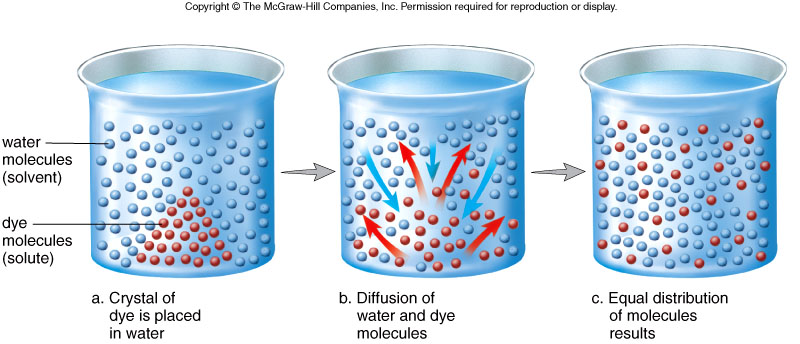 Copyright © The McGraw-Hill Companies, Inc. Permission required for reproduction or display.
water
molecules
(solvent)
dye
molecules
(solute)
a. Crystal of
dye is placed
in water
b. Diffusion of
water and dye
molecules
c. Equal distribution
of molecules
results